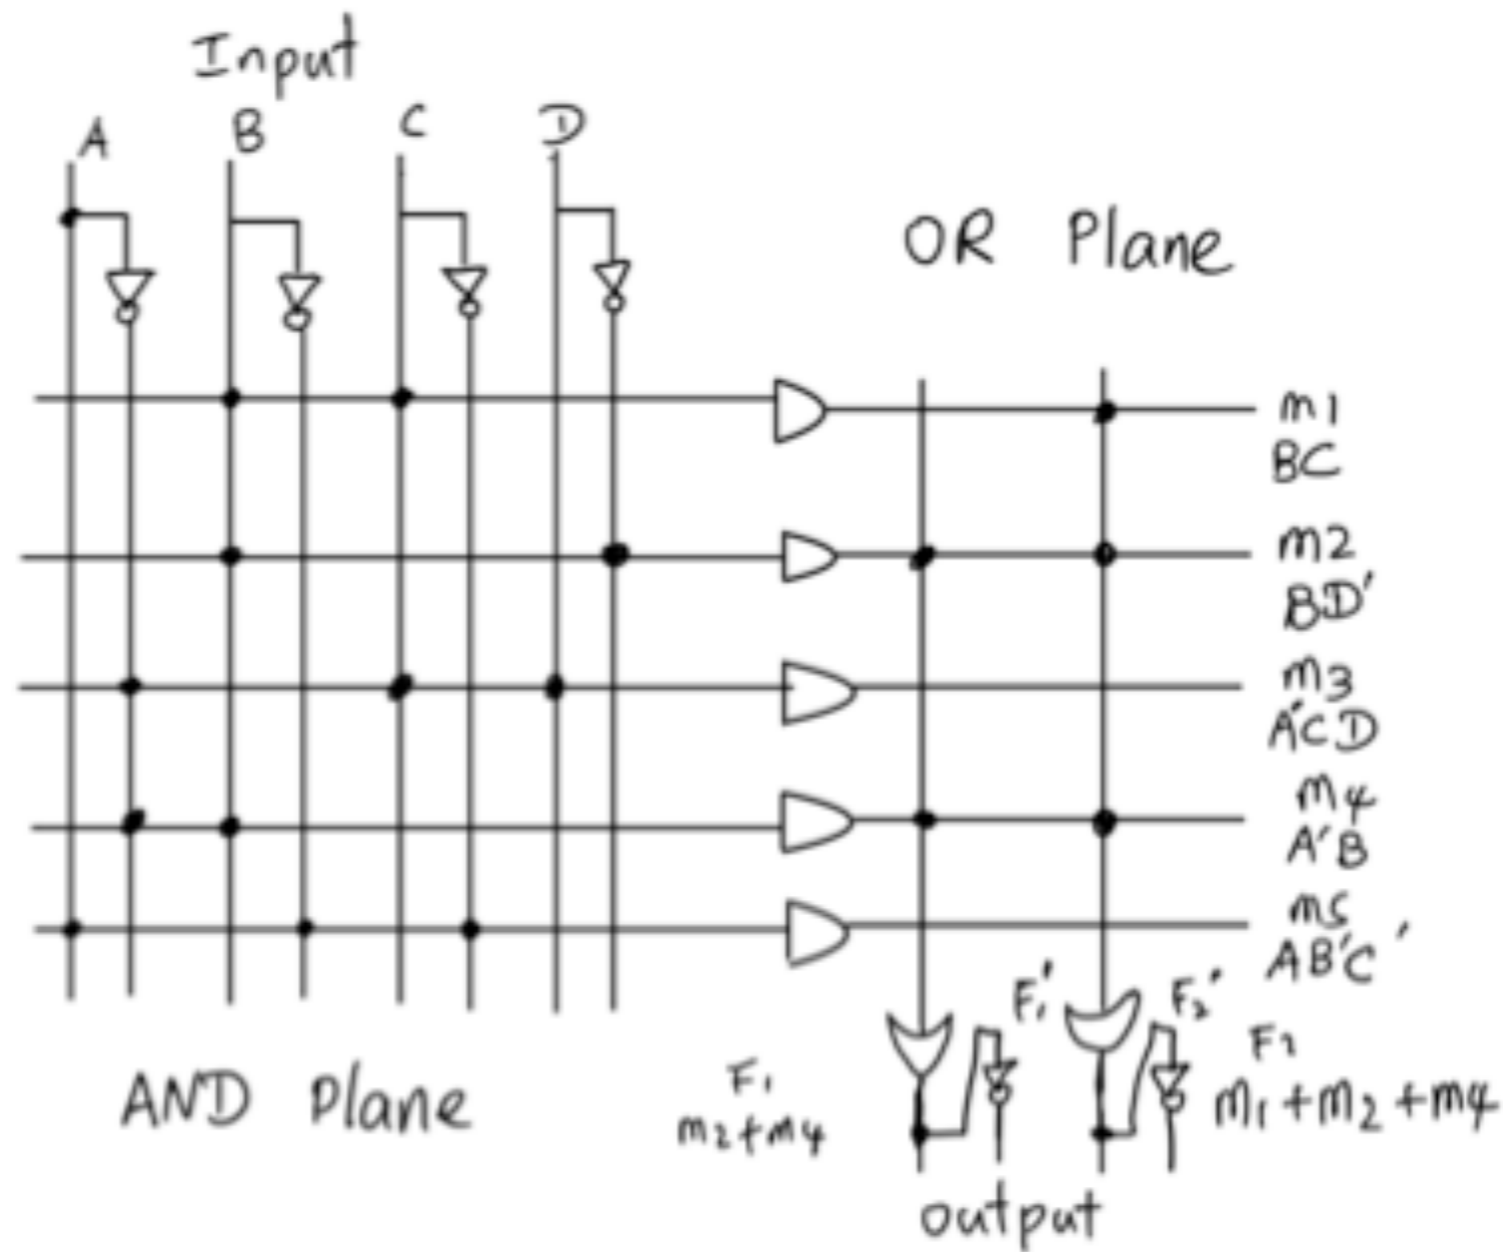 Input
A B C D
OR Plane
m1
BC
m2
BD'
m3
A'CD
m4
A'B
m5
AB'C'
F1' F2'
F1
m2+m4
F2
m1+m2+m4
AND Plane
output